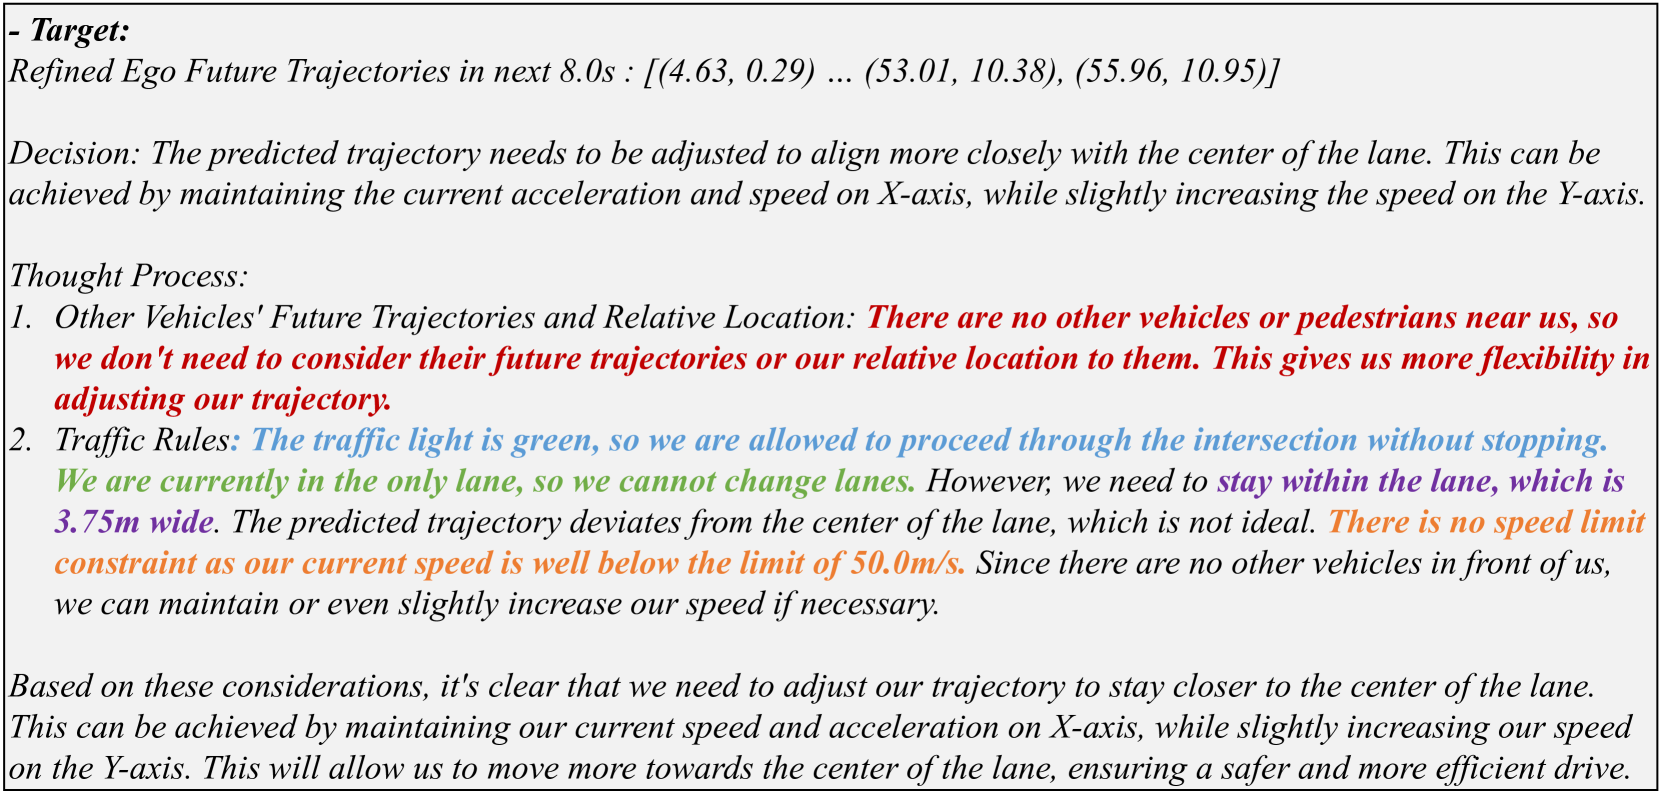 - Target:
Refined Ego Future Trajectories in next 8.0s : [(4.63, 0.29) … (53.01, 10.38), (55.96, 10.95)]
Decision: The predicted trajectory needs to be adjusted to align more closely with the center of the lane. This can be
achieved by maintaining the current acceleration and speed on X-axis, while slightly increasing the speed on the Y-axis.
Thought Process:
1. Other Vehicles' Future Trajectories and Relative Location: There are no other vehicles or pedestrians near us, so
we don't need to consider their future trajectories or our relative location to them. This gives us more flexibility in
adjusting our trajectory.
2. Traffic Rules: The traffic light is green, so we are allowed to proceed through the intersection without stopping.
We are currently in the only lane, so we cannot change lanes. However, we need to stay within the lane, which is
3.75m wide. The predicted trajectory deviates from the center of the lane, which is not ideal. There is no speed limit
constraint as our current speed is well below the limit of 50.0m/s. Since there are no other vehicles in front of us,
we can maintain or even slightly increase our speed if necessary.
Based on these considerations, it's clear that we need to adjust our trajectory to stay closer to the center of the lane.
This can be achieved by maintaining our current speed and acceleration on X-axis, while slightly increasing our speed
on the Y-axis. This will allow us to move more towards the center of the lane, ensuring a safer and more efficient drive.